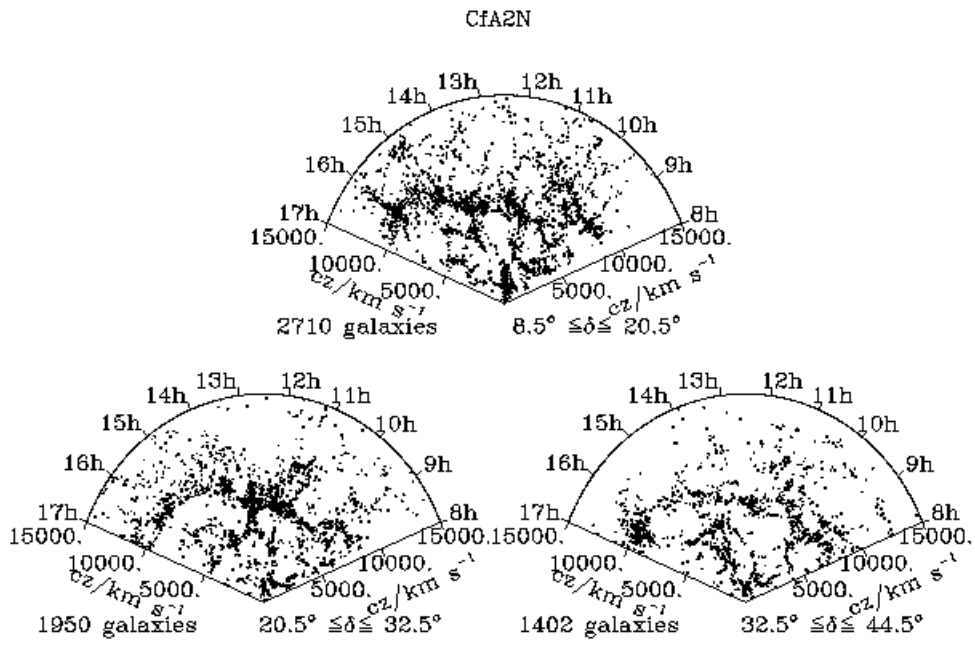 CfA2N
13h 12h
14h 11h
15h 10h
16h 9h
17h 8h
15000. 15000.
10000. 10000.
5000. 5000.
cz/km s⁻¹ cz/km s⁻¹
2710 galaxies 8.5° ≦δ≦ 20.5°
13h 12h
14h 11h
15h 10h
16h 9h
17h 8h
15000. 15000.
10000. 10000.
5000. 5000.
cz/km s⁻¹ cz/km s⁻¹
1950 galaxies 20.5° ≦δ≦ 32.5°
13h 12h
14h 11h
15h 10h
16h 9h
17h 8h
15000. 15000.
10000. 10000.
5000. 5000.
cz/km s⁻¹ cz/km s⁻¹
1402 galaxies 32.5° ≦δ≦ 44.5°